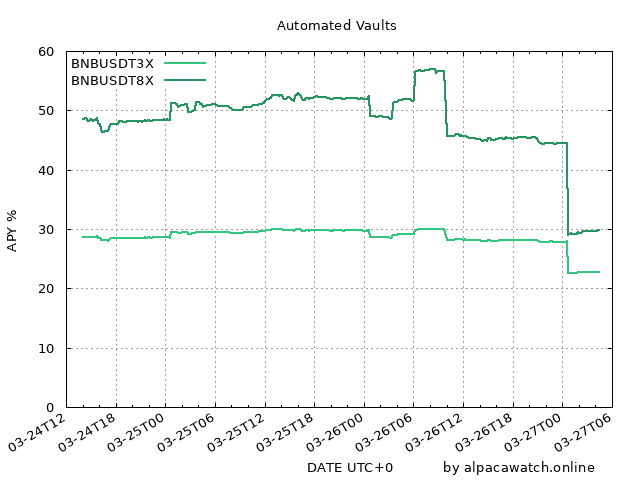 Automated Vaults
BNBUSDT3X
BNBUSDT8X
60
50
40
30
20
10
0
APY %
03-24T12
03-24T18
03-25T00
03-25T06
03-25T12
03-25T18
03-26T00
03-26T06
03-26T12
03-26T18
03-27T00
03-27T06
DATE UTC+0
by alpacawatch.online